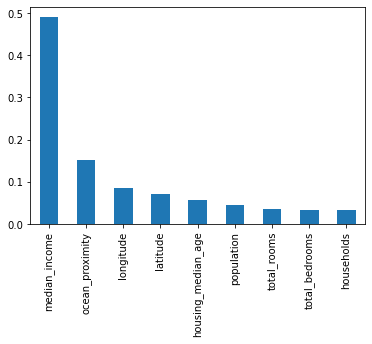 0.5
0.4
0.3
0.2
0.1
0.0
median_income
ocean_proximity
longitude
latitude
housing_median_age
population
total_rooms
total_bedrooms
households